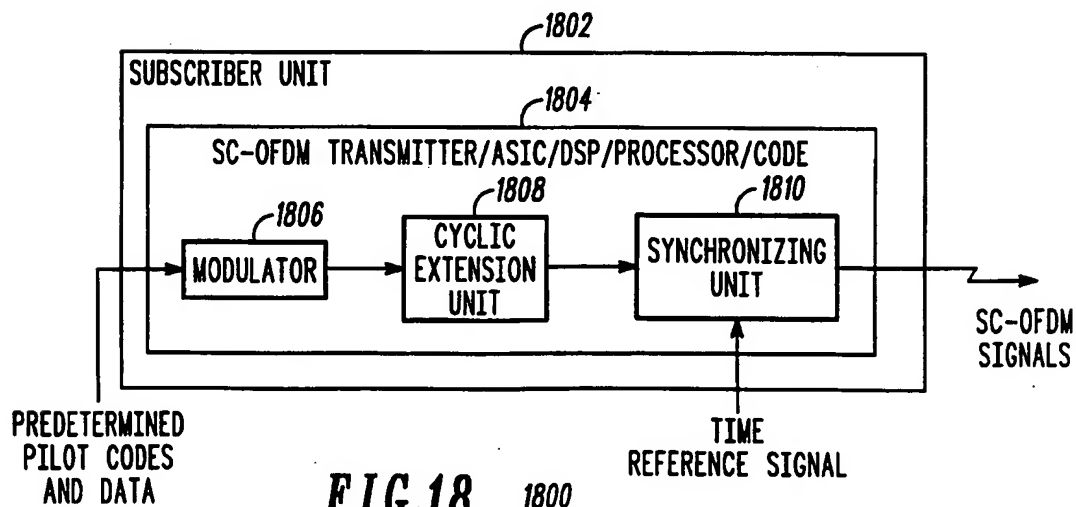 1802
SUBSCRIBER UNIT
1804
SC-OFDM TRANSMITTER/ASIC/DSP/PROCESSOR/CODE
1806
MODULATOR
1808
CYCLIC
EXTENSION
UNIT
1810
SYNCHRONIZING
UNIT
SC-OFDM
SIGNALS
PREDETERMINED
PILOT CODES
AND DATA
TIME
REFERENCE SIGNAL
FIG.18
1800